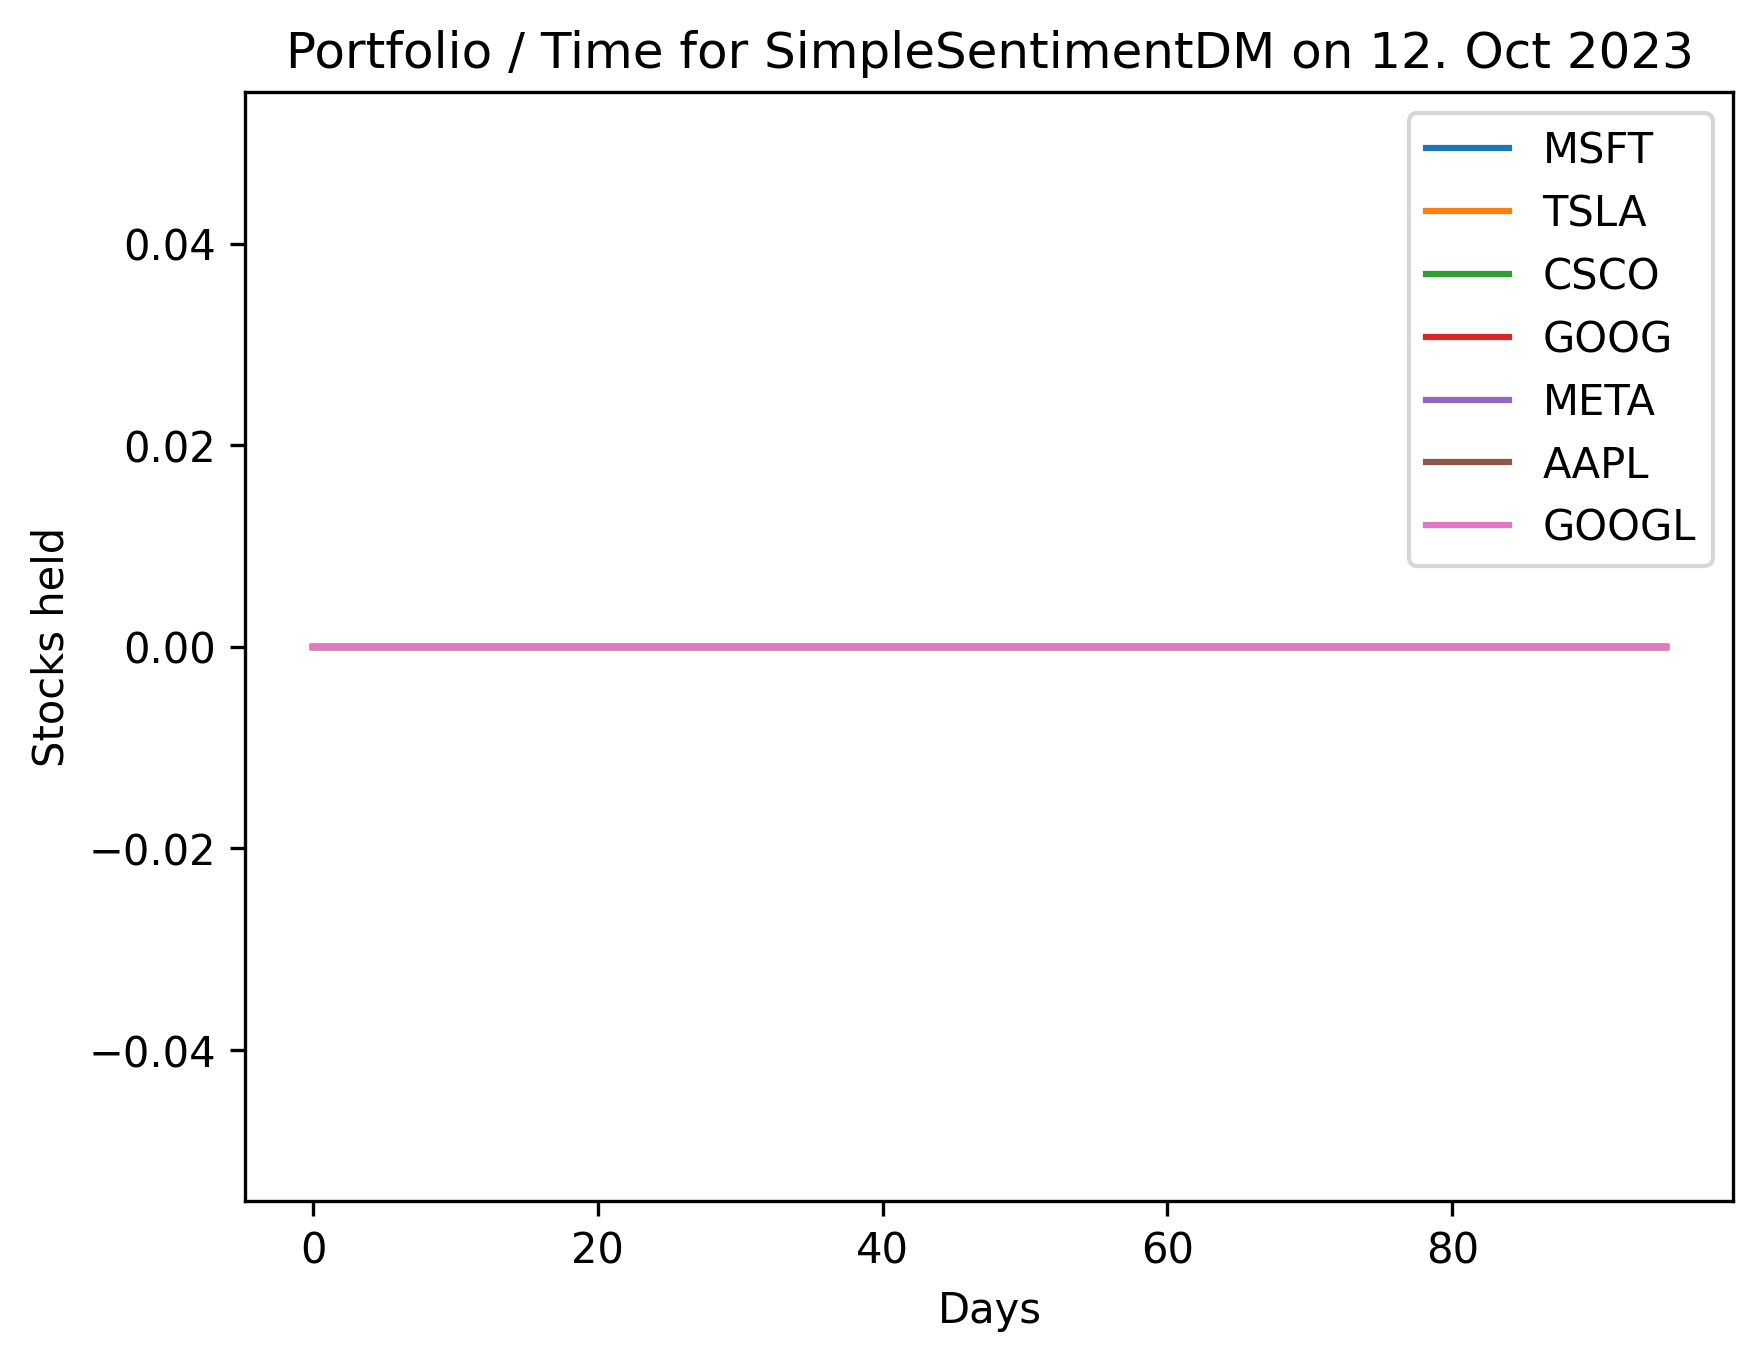 Portfolio / Time for SimpleSentimentDM on 12. Oct 2023
MSFT
TSLA
CSCO
GOOG
META
AAPL
GOOGL
Stocks held
0.04
0.02
0.00
−0.02
−0.04
0 20 40 60 80
Days